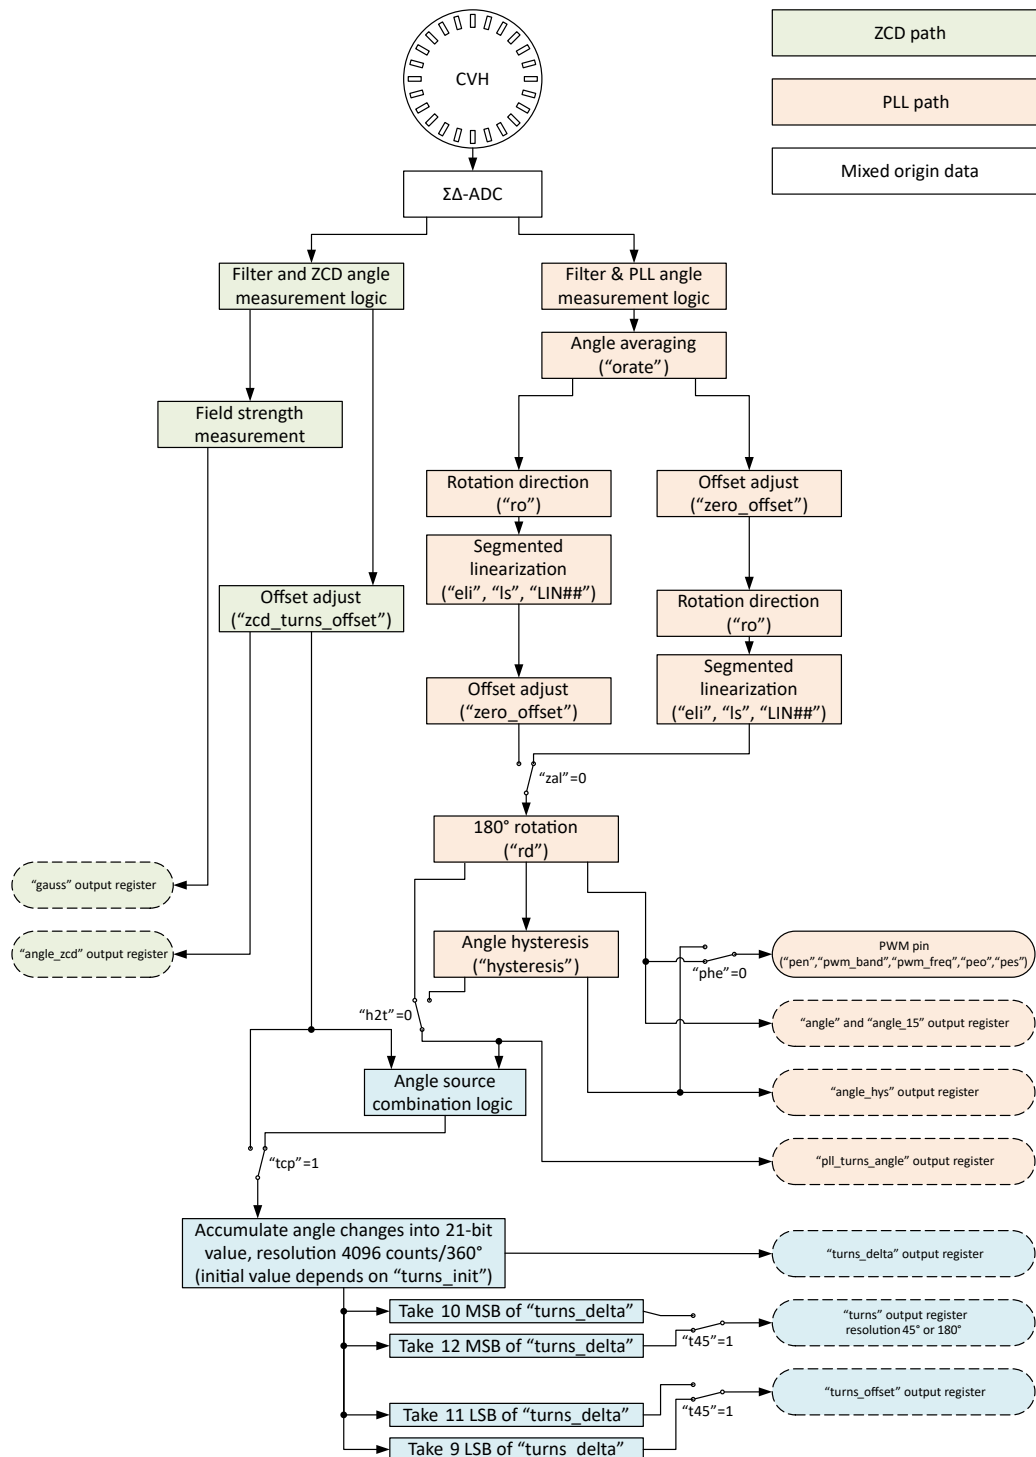 CVH
ZCD path
PLL path
Mixed origin data
ΣΔ-ADC
Filter and ZCD angle
measurement logic
Filter & PLL angle
measurement logic
Angle averaging
(“orate”)
Field strength
measurement
Rotation direction
(“ro”)
Offset adjust
(“zero_offset”)
Segmented
linearization
(“eli”, “ls”, “LIN##”)
Offset adjust
(“zcd_turns_offset”)
Rotation direction
(“ro”)
Offset adjust
(“zero_offset”)
Segmented
linearization
(“eli”, “ls”, “LIN##”)
“zal”=0
180° rotation
(“rd”)
“gauss” output register
“angle_zcd” output register
Angle hysteresis
(“hysteresis”)
“phe”=0
PWM pin
(“pen”,“pwm_band”,“pwm_freq”,“peo”,“pes”)
“h2t”=0
“angle” and “angle_15” output register
Angle source
combination logic
“angle_hys” output register
“tcp”=1
“pll_turns_angle” output register
Accumulate angle changes into 21-bit
value, resolution 4096 counts/360°
(initial value depends on “turns_init”)
“turns_delta” output register
Take 10 MSB of “turns_delta”
Take 12 MSB of “turns_delta”
“t45”=1
“turns” output register
resolution 45° or 180°
Take 11 LSB of “turns_delta”
Take 9 LSB of “turns_delta”
“t45”=1
“turns_offset” output register